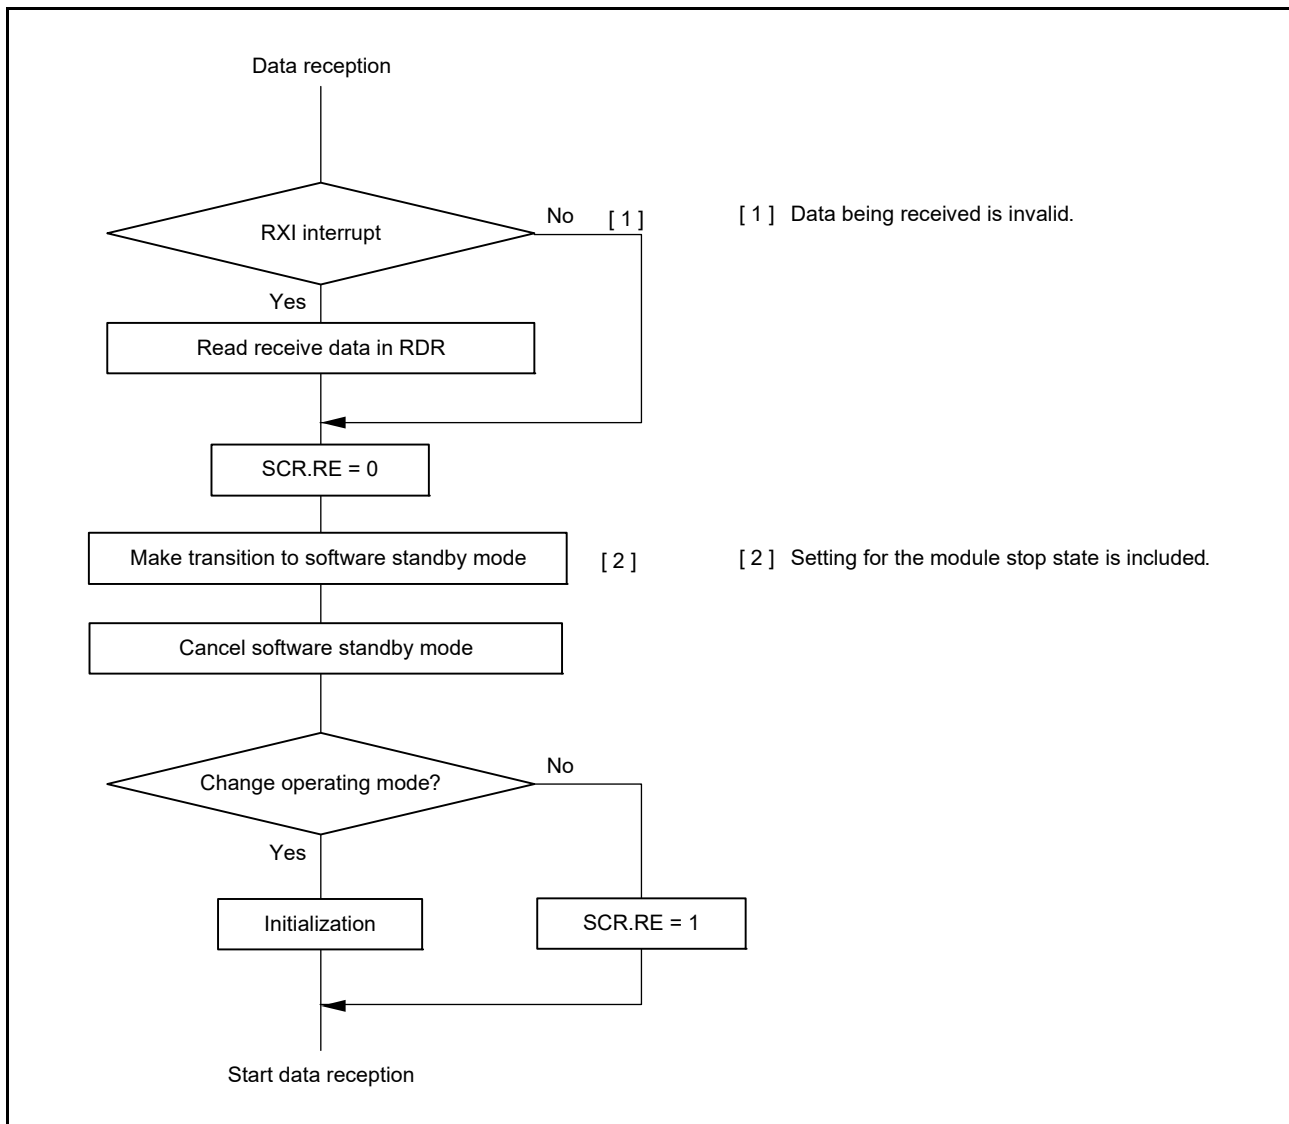 Data reception
RXI interrupt
No
[ 1 ]
[ 1 ] Data being received is invalid.
Yes
Read receive data in RDR
SCR.RE = 0
Make transition to software standby mode
[ 2 ]
[ 2 ] Setting for the module stop state is included.
Cancel software standby mode
Change operating mode?
No
Yes
Initialization
SCR.RE = 1
Start data reception